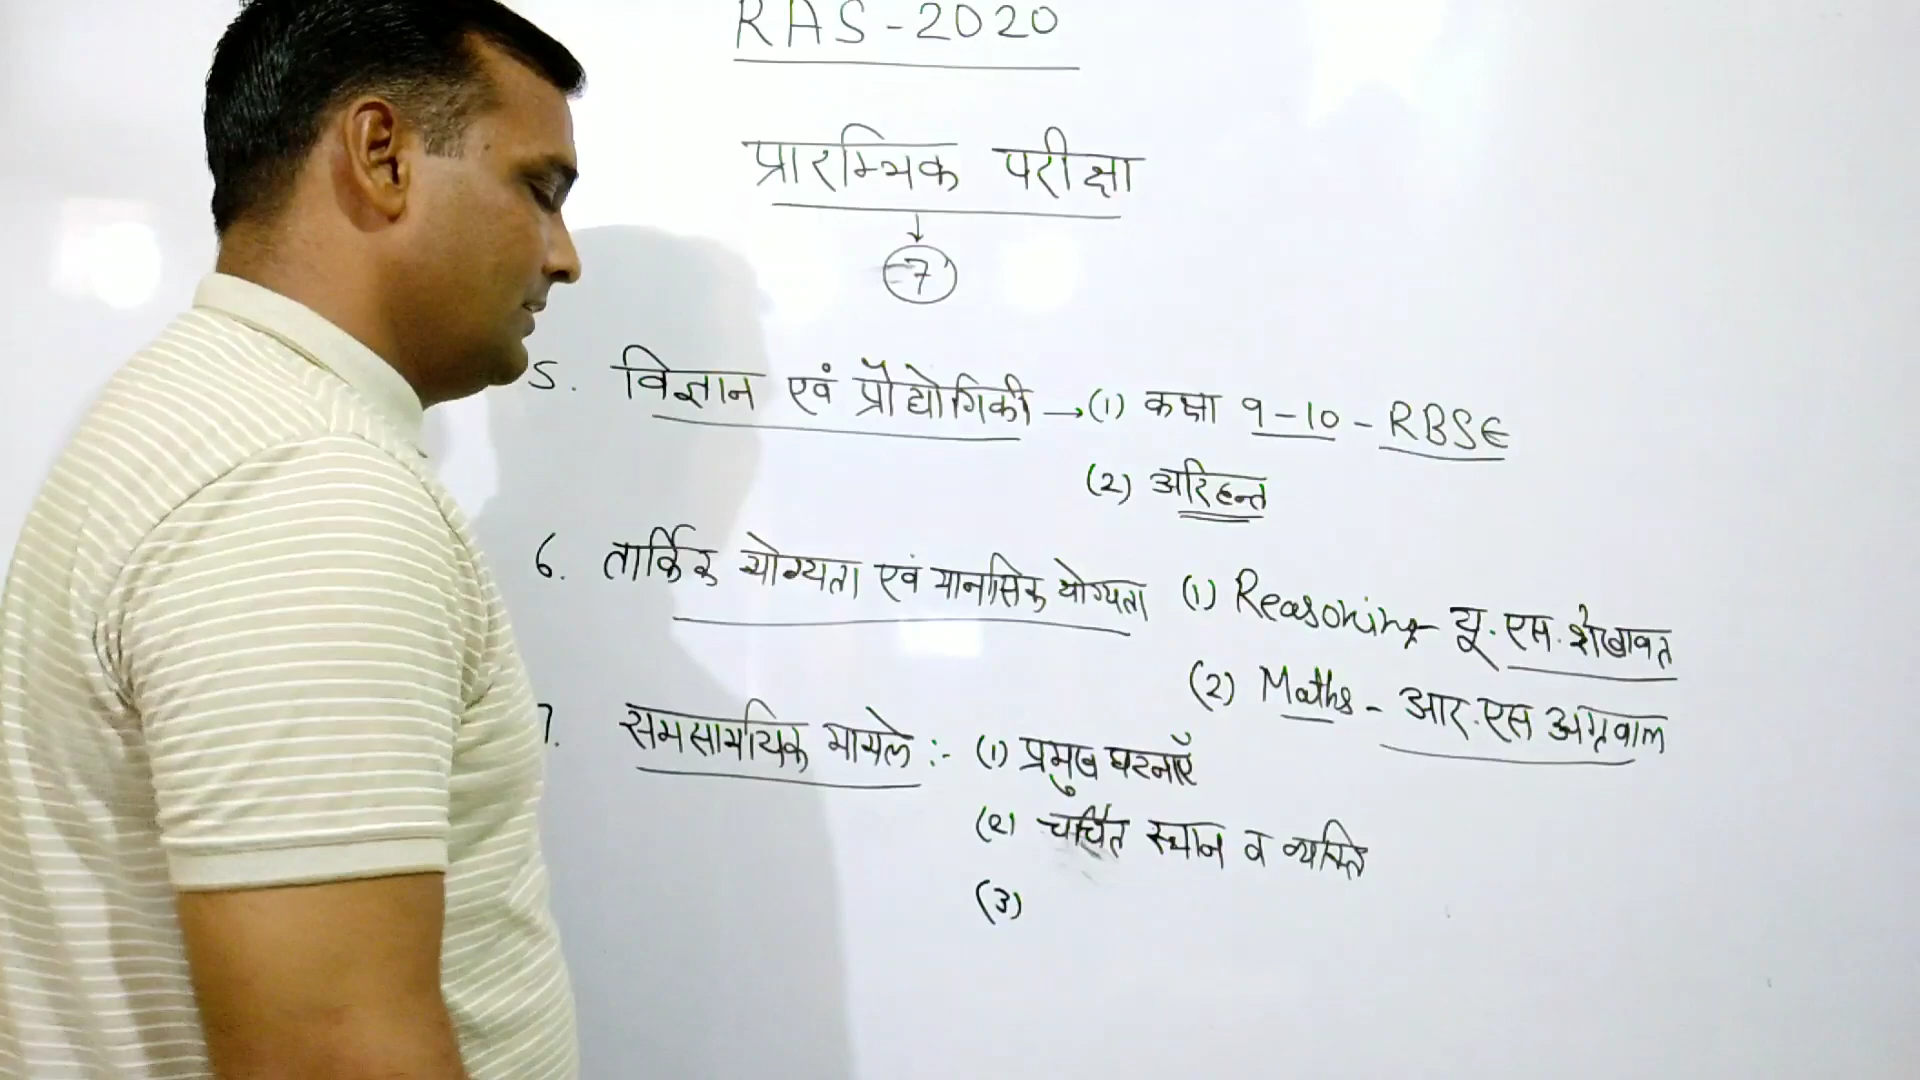 RAS-2020
प्रारम्भिक परीक्षा
7
5. विज्ञान एवं प्रौद्योगिकी → (1) कक्षा 9-10 - RBSE
(2) अरिहन्त
6. तार्किक योग्यता एवं मानसिक योग्यता (1) Reasoning - यू. एस. शेखावत
(2) Maths - आर. एस अग्रवाल
7. समसामयिक मामले :- (1) प्रमुख घटनाएँ
(2) चर्चित स्थान व व्यक्ति
(3)